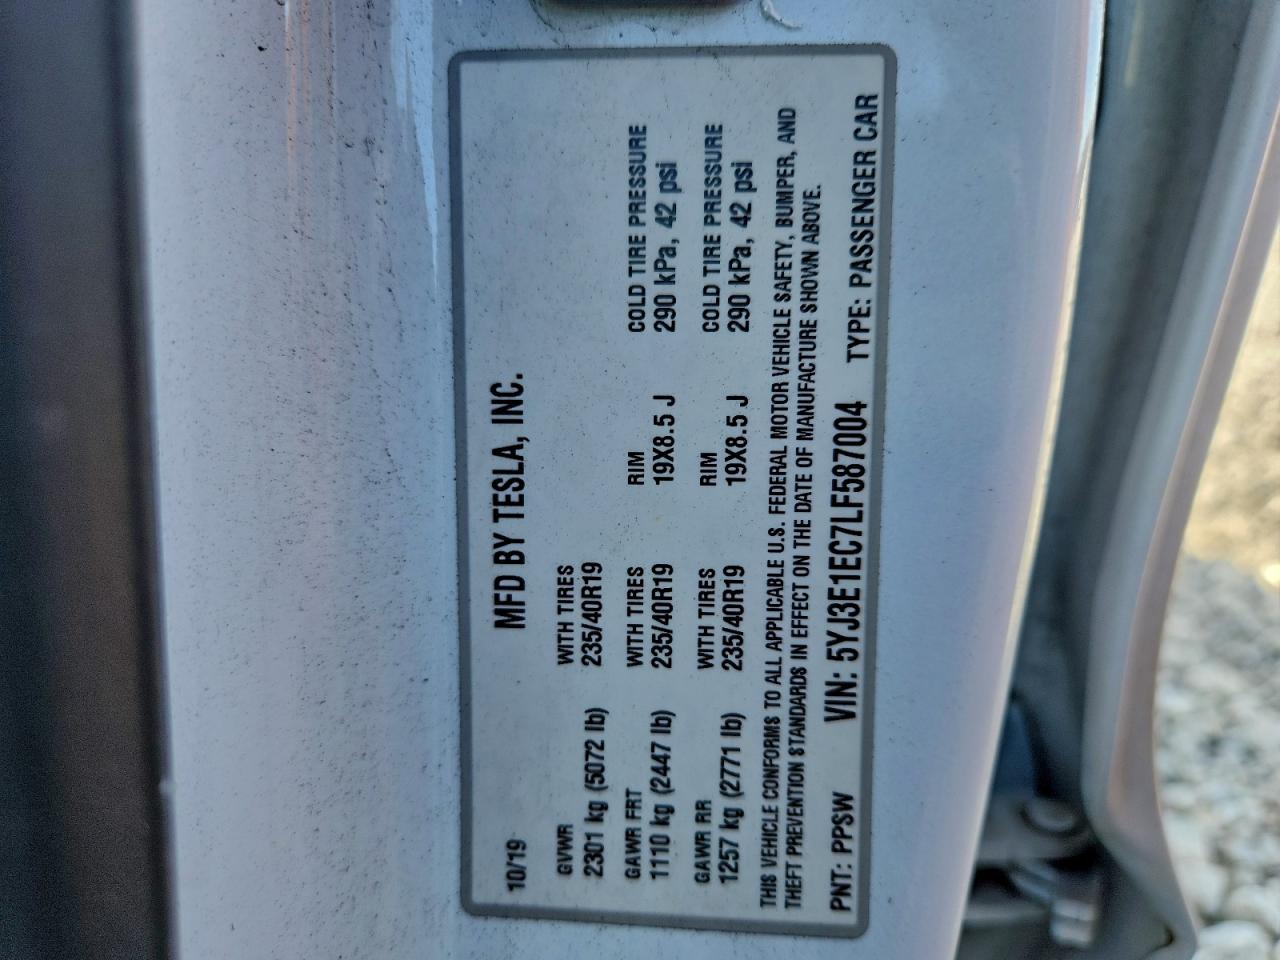 MFD BY TESLA, INC.
10/19
GVWR WITH TIRES
2301 kg (5072 lb) 235/40R19
GAWR FRT WITH TIRES RIM COLD TIRE PRESSURE
1110 kg (2447 lb) 235/40R19 19X8.5 J 290 kPa, 42 psi
GAWR RR WITH TIRES RIM COLD TIRE PRESSURE
1257 kg (2771 lb) 235/40R19 19X8.5 J 290 kPa, 42 psi
THIS VEHICLE CONFORMS TO ALL APPLICABLE U.S. FEDERAL MOTOR VEHICLE SAFETY, BUMPER, AND
THEFT PREVENTION STANDARDS IN EFFECT ON THE DATE OF MANUFACTURE SHOWN ABOVE.
PNT: PPSW VIN: 5YJ3E1EC7LF587004 TYPE: PASSENGER CAR